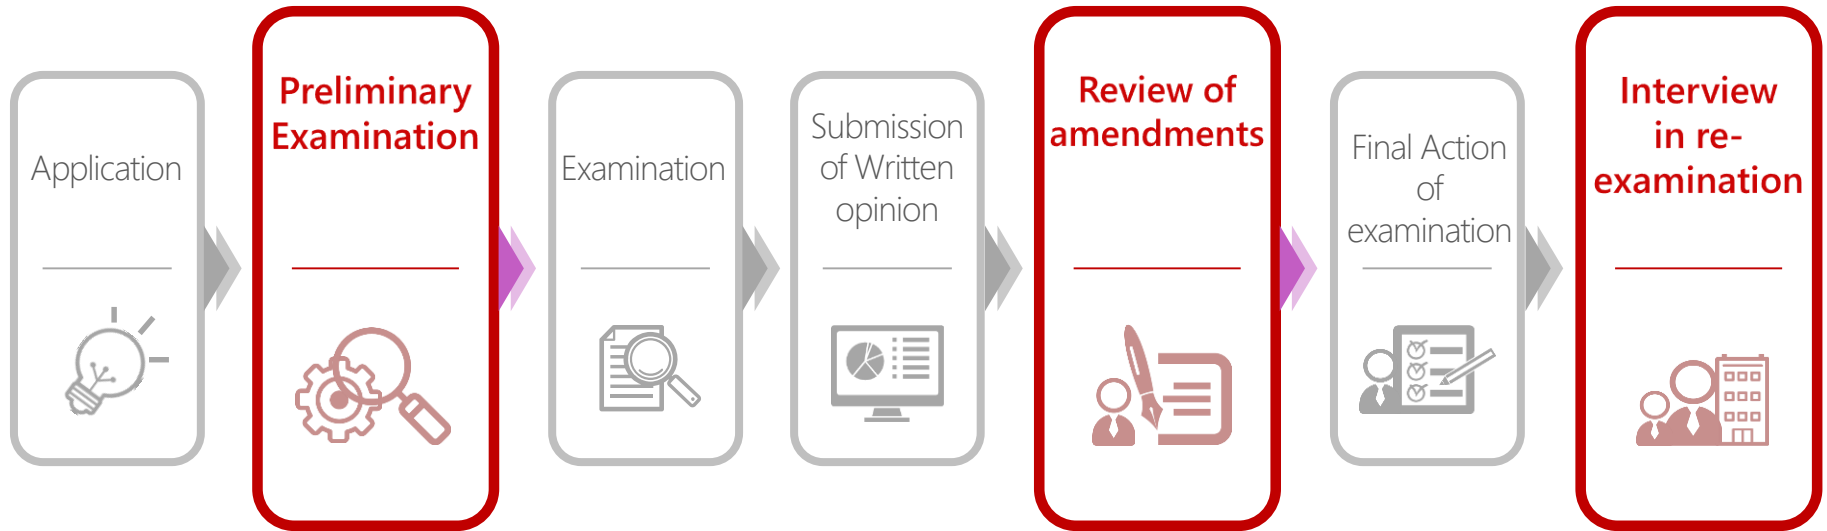 Application
Preliminary
Examination
Examination
Submission
of Written
opinion
Review of
amendments
Final Action
of
examination
Interview
in re-
examination